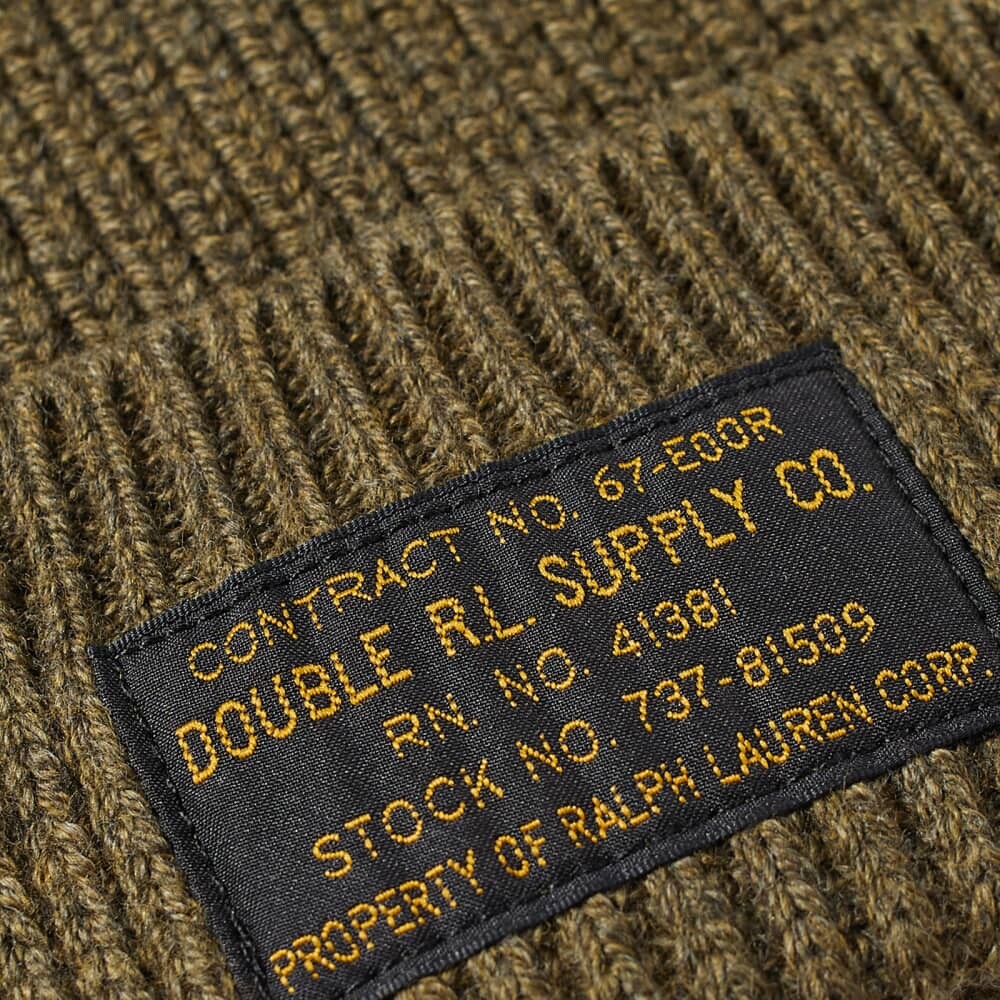 CONTRACT NO. 67-EOOR
DOUBLE R.L. SUPPLY CO.
RN. NO. 41381
STOCK NO. 737-81509
PROPERTY OF RALPH LAUREN CORP.